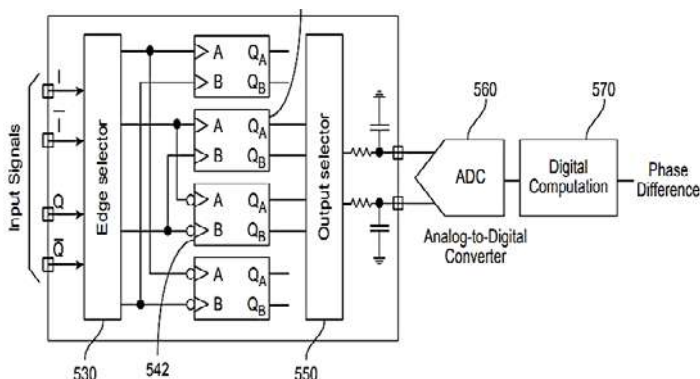 Input Signals
I
I
Q
Q
Edge selector
A QA
B QB
A QA
B QB
A QA
B QB
A QA
B QB
Output selector
560
ADC
Analog-to-Digital
Converter
570
Digital
Computation
Phase
Difference
530
542
550